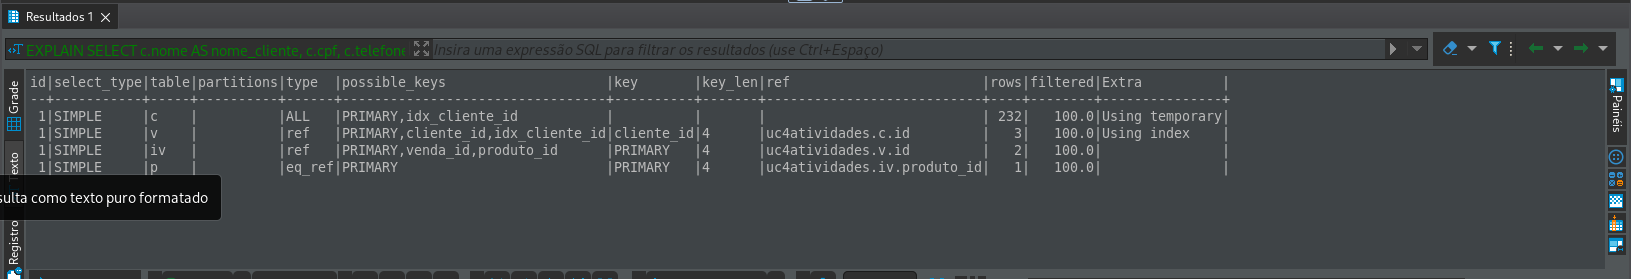 Resultados 1
EXPLAIN SELECT c.nome AS nome_cliente, c.cpf, c.telefone
Insira uma expressão SQL para filtrar os resultados (use Ctrl+Espaço)
Grade
Texto
Registro
Painéis
id|select_type|table|partitions|type  |possible_keys                   |key       |key_len|ref                        |rows|filtered|Extra          |
--+-----------+-----+----------+------+--------------------------------+----------+-------+---------------------------+----+--------+---------------+
 1|SIMPLE     |c    |          |ALL   |PRIMARY,idx_cliente_id          |          |       |                           | 232|   100.0|Using temporary|
 1|SIMPLE     |v    |          |ref   |PRIMARY,cliente_id,idx_cliente_id|cliente_id|4      |uc4atividades.c.id         |   3|   100.0|Using index    |
 1|SIMPLE     |iv   |          |ref   |PRIMARY,venda_id,produto_id     |PRIMARY   |4      |uc4atividades.v.id         |   2|   100.0|               |
 1|SIMPLE     |p    |          |eq_ref|PRIMARY                         |PRIMARY   |4      |uc4atividades.iv.produto_id|   1|   100.0|               |
sulta como texto puro formatado